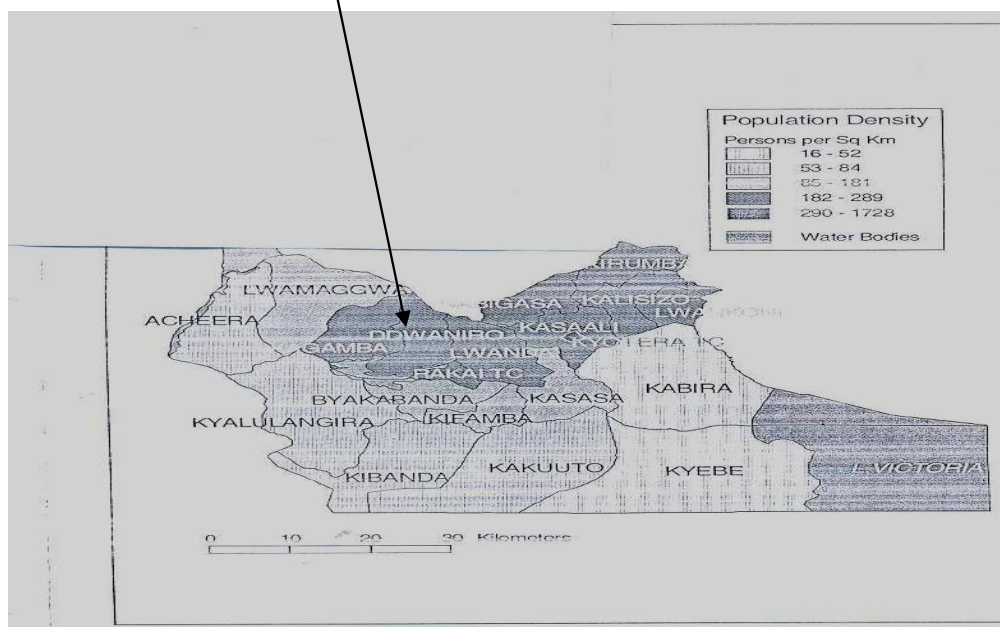 Population Density
Persons per Sq Km
16 - 52
53 - 84
85 - 181
182 - 289
290 - 1728
Water Bodies
KALISIZO
LWAMAGGWA
ACHEERA
KASAALI
DDWANIRO
KYOTERA TC
GAMBA
LWANDA
RAKAI TC
KABIRA
BYAKABANDA
KASASA
KIFAMBA
KYALULANGIRA
KAKUUTO
KYEBE
L.VICTORIA
KIBANDA
0 10 20 30 Kilometers